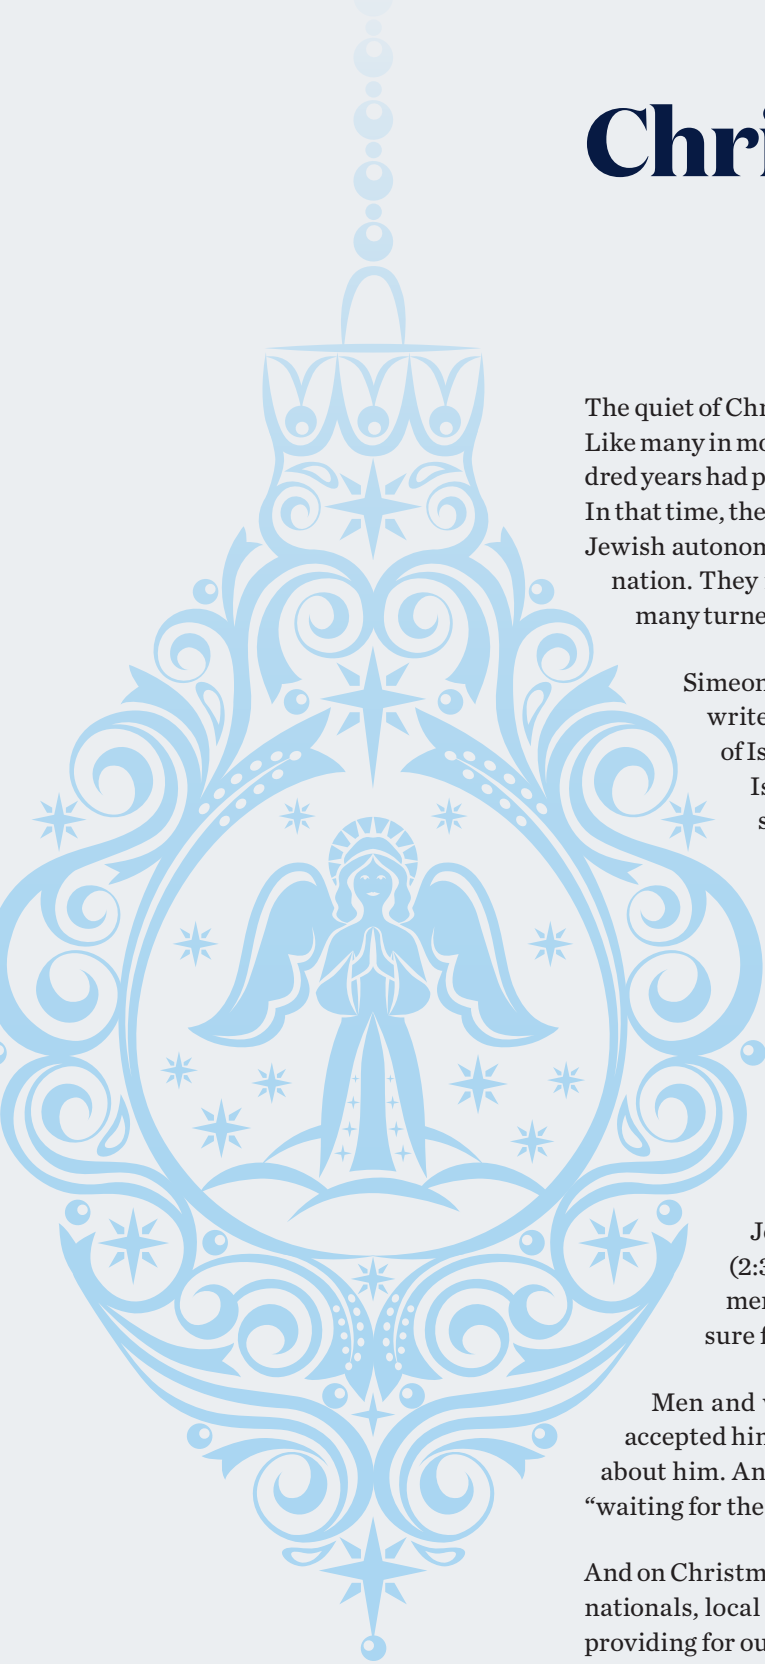 Chri
The quiet of Chr
Like many in mo
dred years had p
In that time, the
Jewish autonom
nation. They
many turne
Simeon
write
of Is
Is
s
J
(2:3
mer
sure f
Men and
accepted him
about him. An
“waiting for the
And on Christm
nationals, local
providing for ou